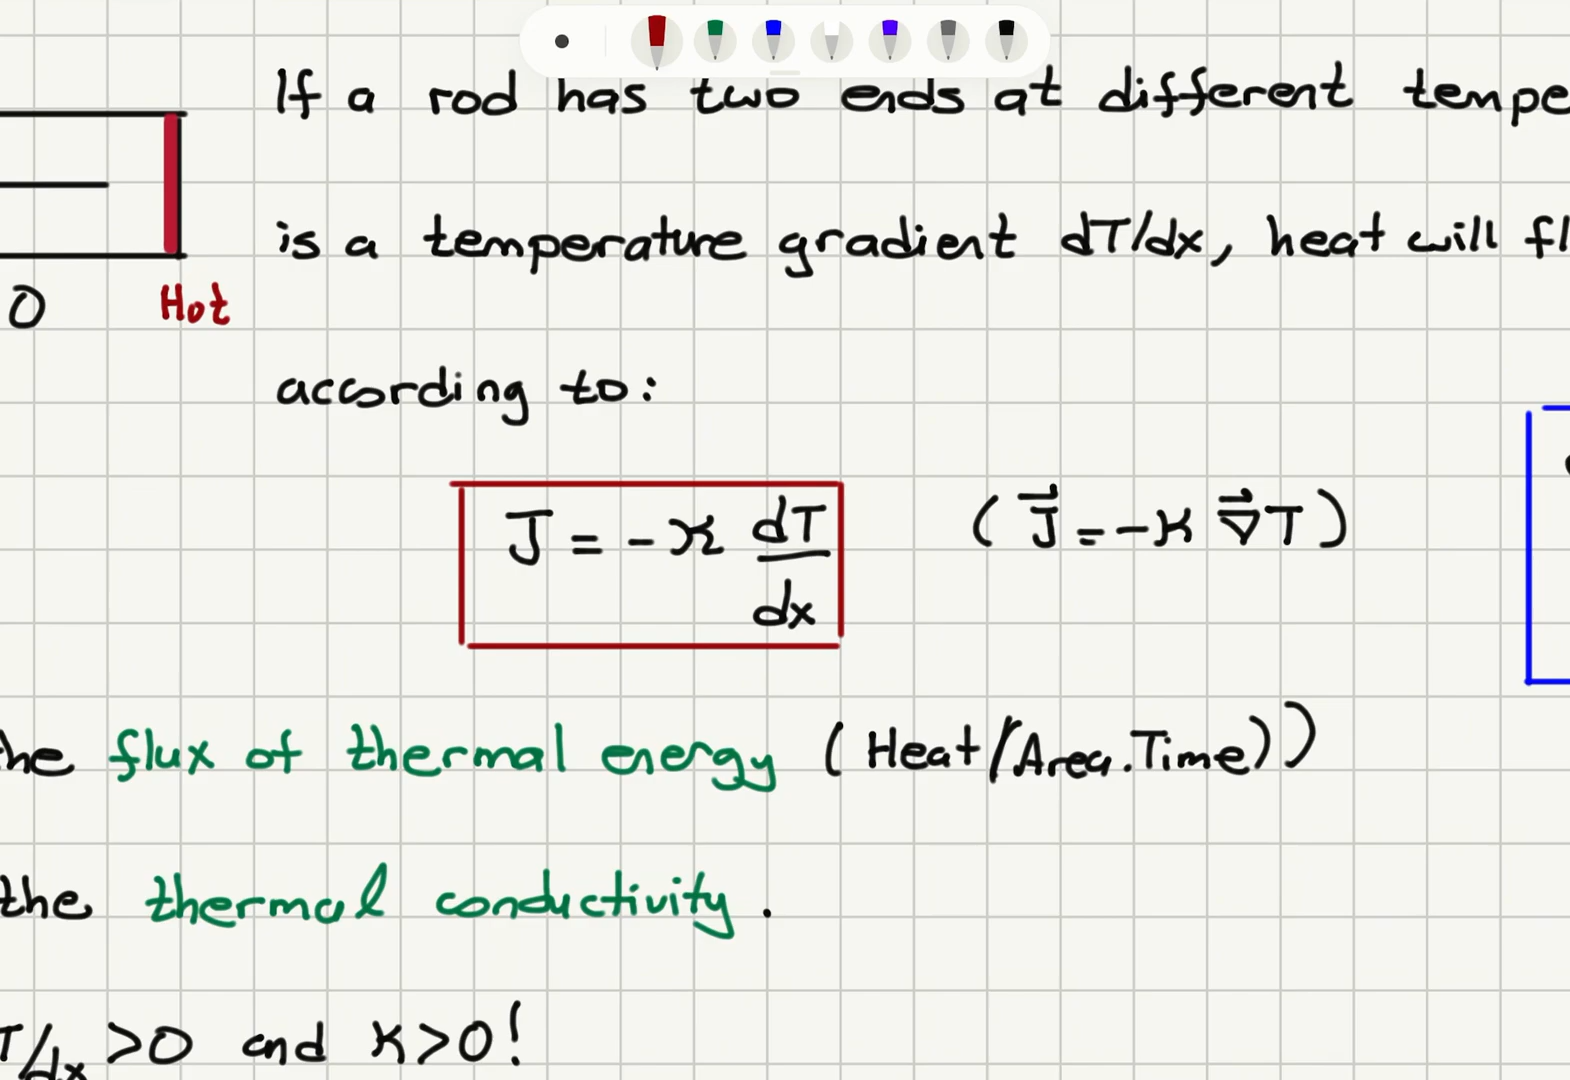 If a rod has two ends at different tempe
is a temperature gradient dT/dx, heat will fl
O Hot
according to:
J = -κ dT/dx ( J⃗ = -κ ∇⃗T )
he flux of thermal energy (Heat/Area.Time))
the thermal conductivity.
T/dx >0 and κ>0!